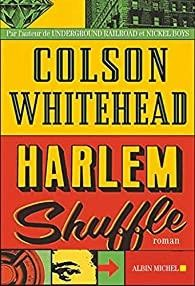 Par l'auteur de UNDERGROUND RAILROAD et NICKEL BOYS
COLSON
WHITEHEAD
HARLEM
Shuffle
roman
ALBIN MICHEL